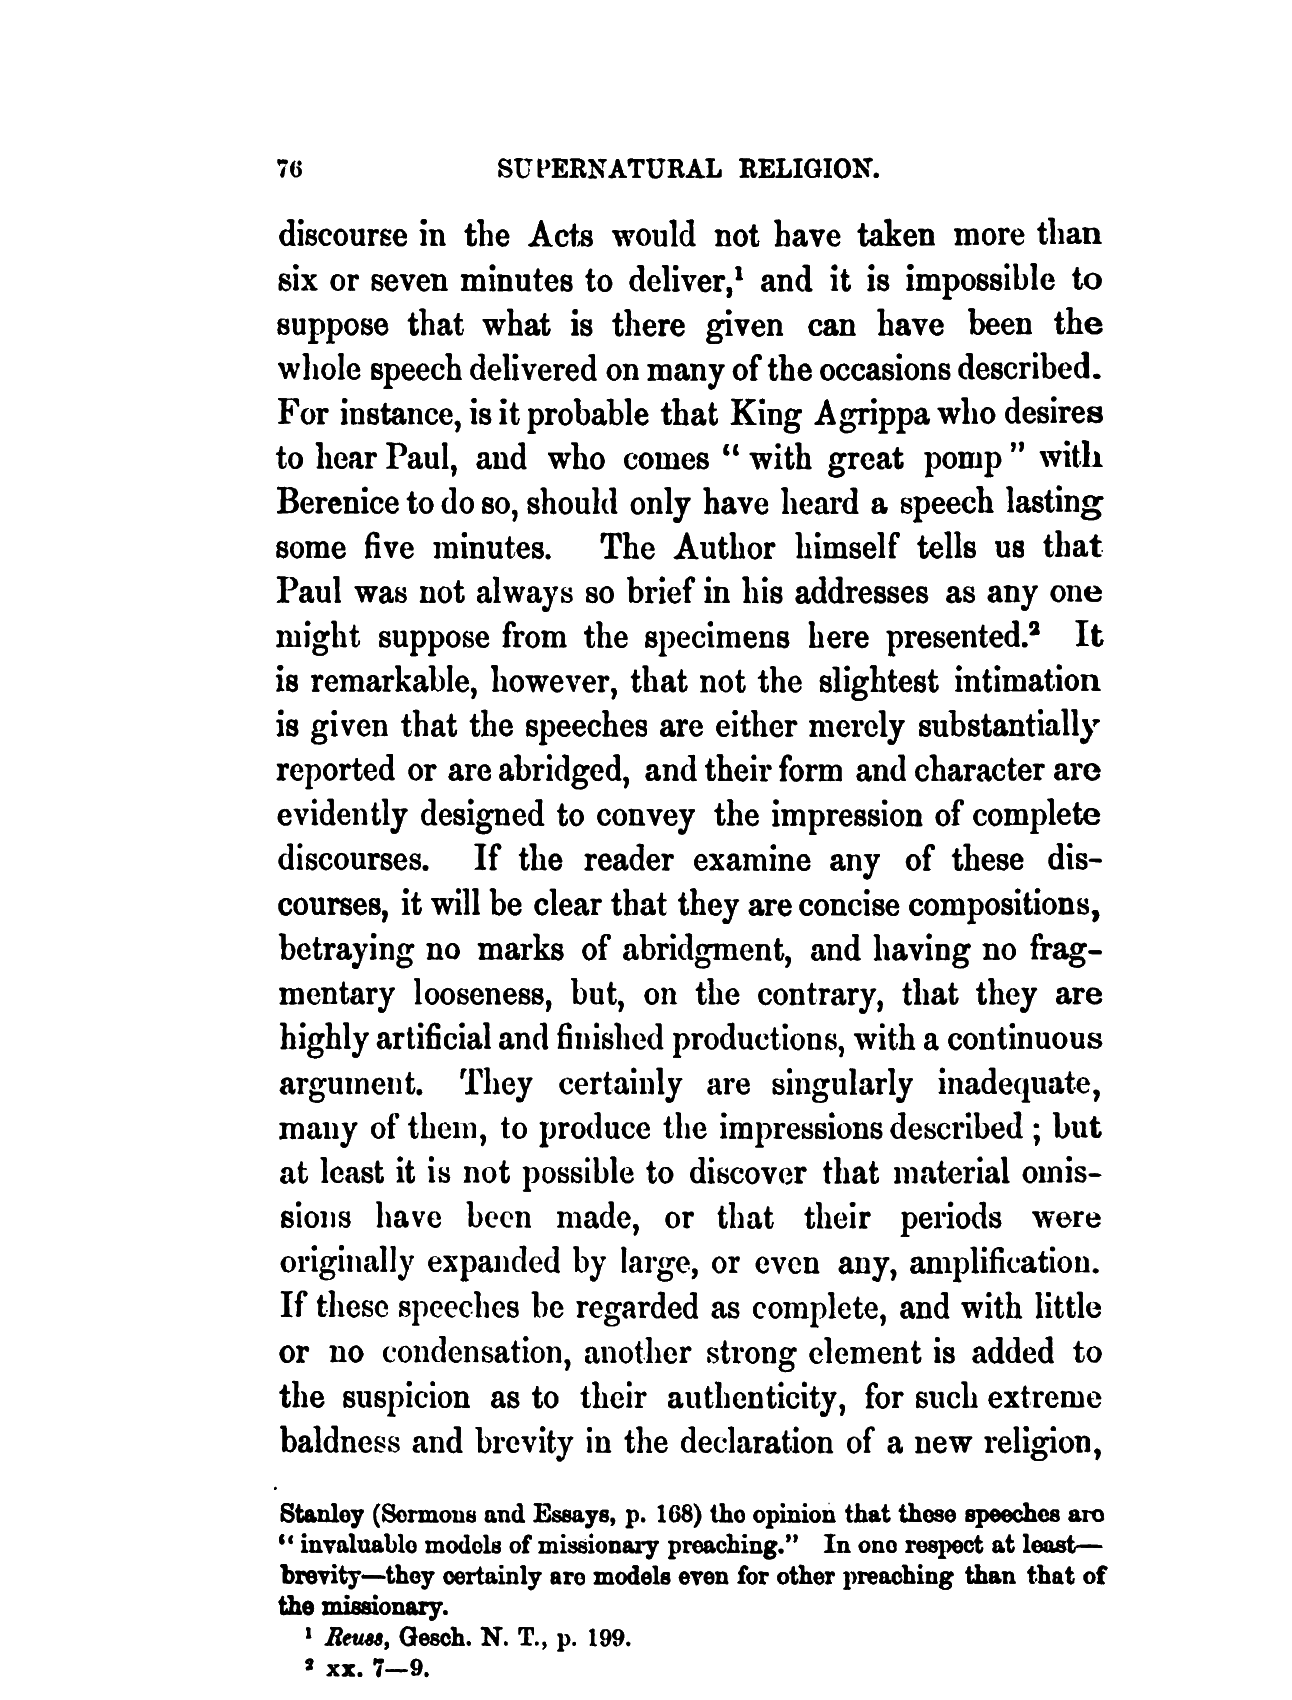 76 SUPERNATURAL RELIGION.
discourse in the Acts would not have taken more than
six or seven minutes to deliver,¹ and it is impossible to
suppose that what is there given can have been the
whole speech delivered on many of the occasions described.
For instance, is it probable that King Agrippa who desires
to hear Paul, and who comes “ with great pomp ” with
Berenice to do so, should only have heard a speech lasting
some five minutes. The Author himself tells us that
Paul was not always so brief in his addresses as any one
might suppose from the specimens here presented.² It
is remarkable, however, that not the slightest intimation
is given that the speeches are either merely substantially
reported or are abridged, and their form and character are
evidently designed to convey the impression of complete
discourses. If the reader examine any of these dis-
courses, it will be clear that they are concise compositions,
betraying no marks of abridgment, and having no frag-
mentary looseness, but, on the contrary, that they are
highly artificial and finished productions, with a continuous
argument. They certainly are singularly inadequate,
many of them, to produce the impressions described ; but
at least it is not possible to discover that material omis-
sions have been made, or that their periods were
originally expanded by large, or even any, amplification.
If these speeches be regarded as complete, and with little
or no condensation, another strong element is added to
the suspicion as to their authenticity, for such extreme
baldness and brevity in the declaration of a new religion,
Stanley (Sermons and Essays, p. 168) the opinion that these speeches are
“ invaluable models of missionary preaching.” In one respect at least—
brevity—they certainly are models even for other preaching than that of
the missionary.
¹ Reuss, Gesch. N. T., p. 199.
² xx. 7—9.